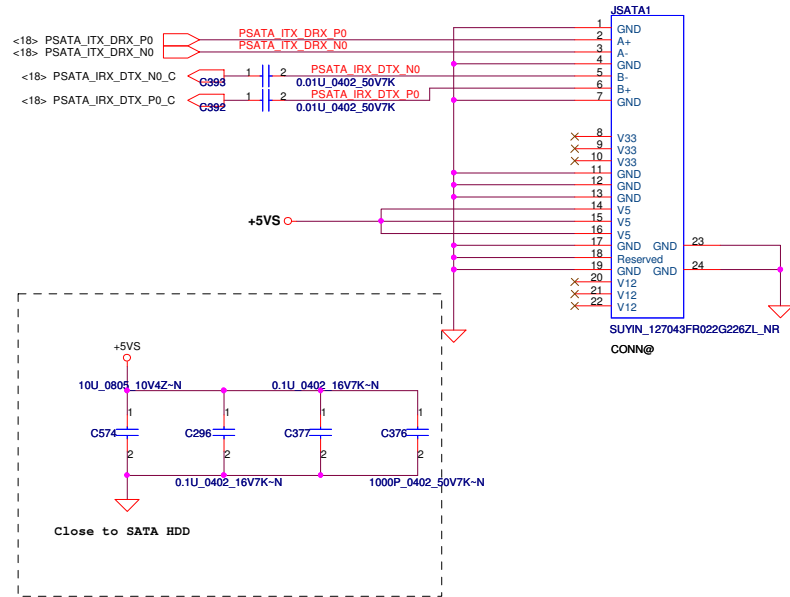 JSATA1
<18> PSATA_ITX_DRX_P0 PSATA_ITX_DRX_P0
<18> PSATA_ITX_DRX_N0 PSATA_ITX_DRX_N0
<18> PSATA_IRX_DTX_N0_C C393 1 2 PSATA_IRX_DTX_N0
0.01U_0402_50V7K
<18> PSATA_IRX_DTX_P0_C C392 1 2 PSATA_IRX_DTX_P0
0.01U_0402_50V7K
1 GND
2 A+
3 A-
4 GND
5 B-
6 B+
7 GND
8 V33
9 V33
10 V33
11 GND
12 GND
13 GND
14 V5
+5VS 15 V5
16 V5
17 GND GND 23
18 Reserved
19 GND GND 24
20 V12
21 V12
22 V12
SUYIN_127043FR022G226ZL_NR
CONN@
+5VS
10U_0805_10V4Z~N 0.1U_0402_16V7K~N
1 1 1 1
C574 C296 C377 C376
2 2 2 2
0.1U_0402_16V7K~N 1000P_0402_50V7K~N
Close to SATA HDD